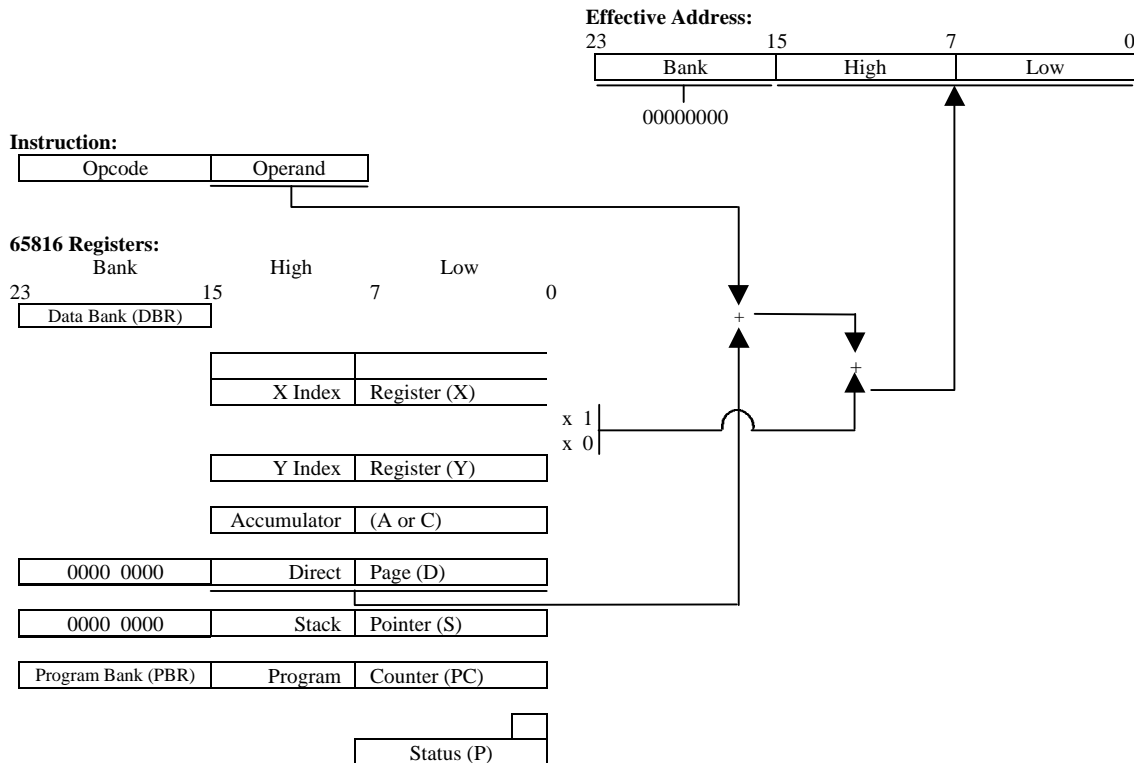 Effective Address:
23 15 7 0
Bank High Low
00000000
Instruction:
Opcode Operand
65816 Registers:
Bank High Low
23 15 7 0
Data Bank (DBR)
+
+
X Index Register (X)
x 1
x 0
Y Index Register (Y)
Accumulator (A or C)
0000 0000 Direct Page (D)
0000 0000 Stack Pointer (S)
Program Bank (PBR) Program Counter (PC)
Status (P)